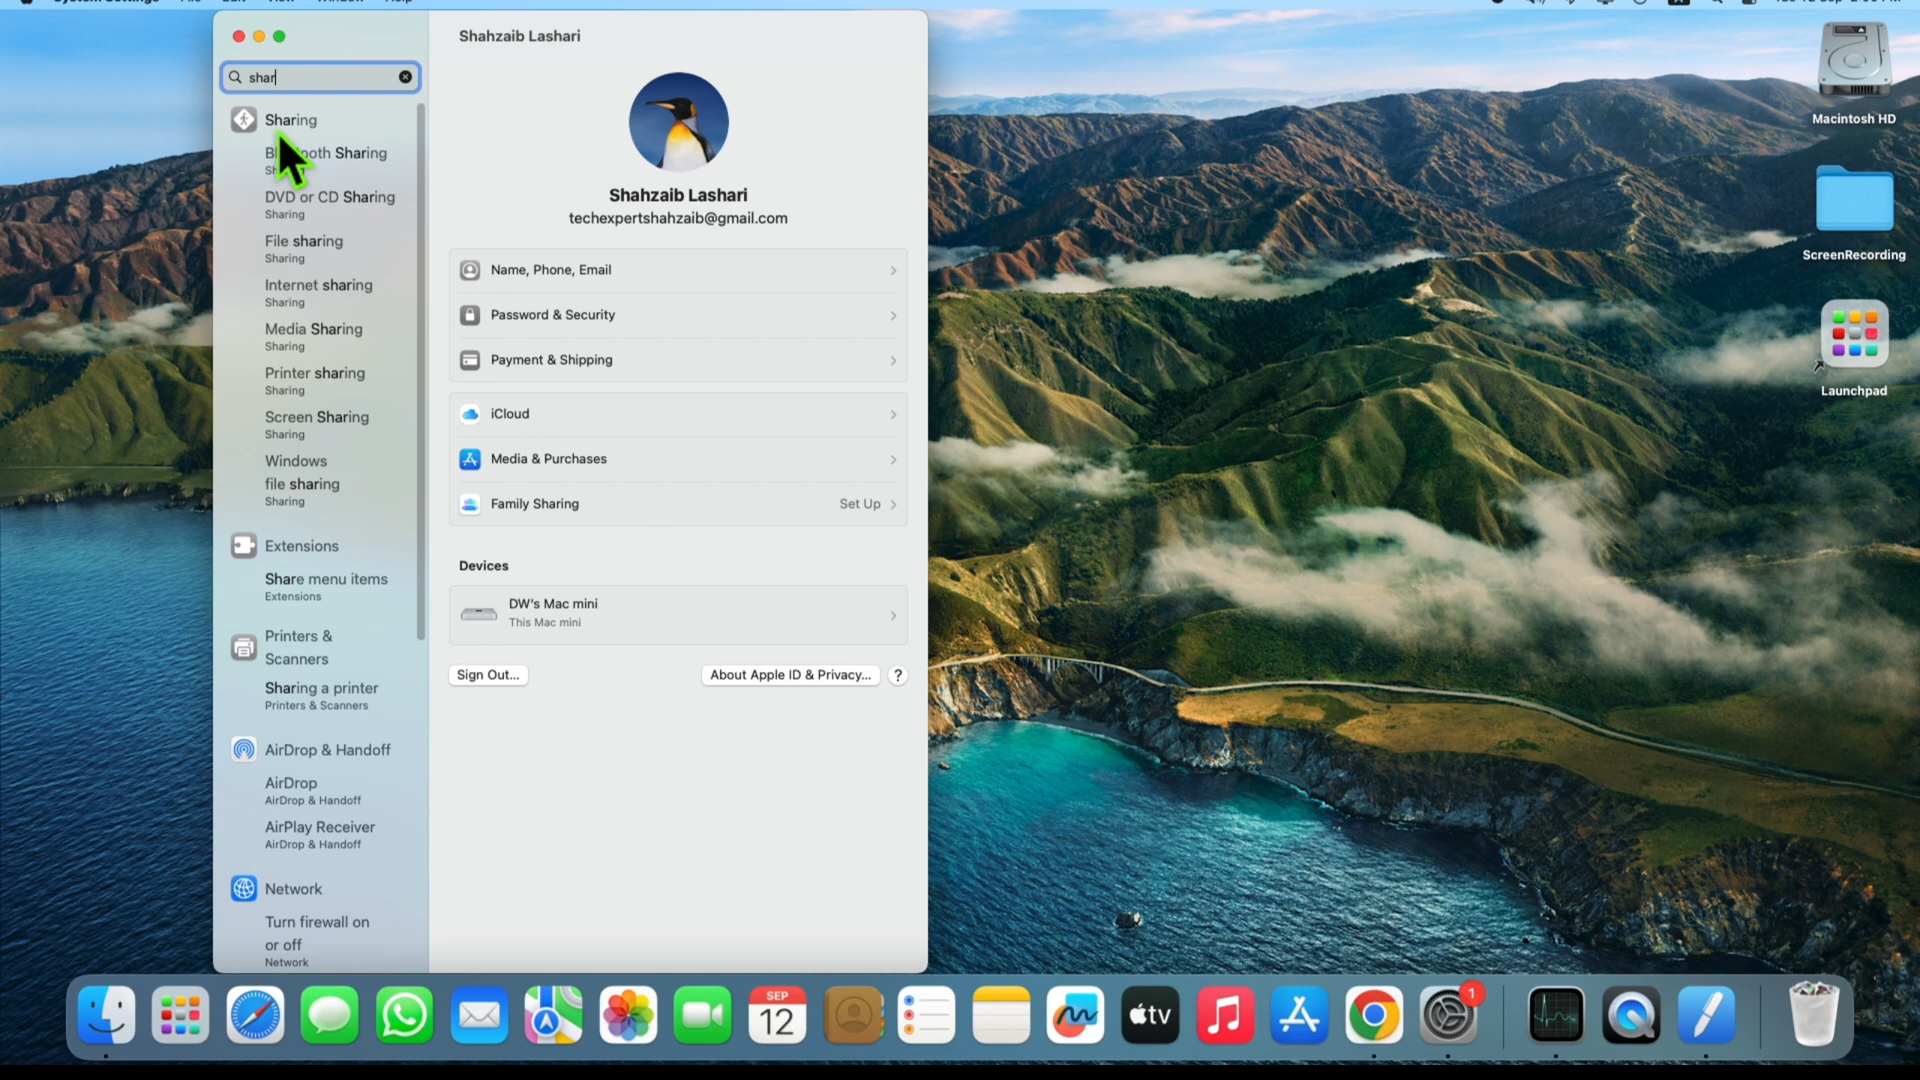 shar
Sharing
Sharing
DVD or CD Sharing
Sharing
File sharing
Sharing
Internet sharing
Sharing
Media Sharing
Sharing
Printer sharing
Sharing
Screen Sharing
Sharing
Windows
file sharing
Sharing
Extensions
Share menu items
Extensions
Printers &
Scanners
Sharing a printer
Printers & Scanners
AirDrop & Handoff
AirDrop
AirDrop & Handoff
AirPlay Receiver
AirDrop & Handoff
Network
Turn firewall on
or off
Network
Shahzaib Lashari
Shahzaib Lashari
techexpertshahzaib@gmail.com
Name, Phone, Email
Password & Security
Payment & Shipping
iCloud
Media & Purchases
Family Sharing Set Up
Devices
DW's Mac mini
This Mac mini
Sign Out... About Apple ID & Privacy... ?
Macintosh HD
ScreenRecording
Launchpad
SEP
12
tv
1